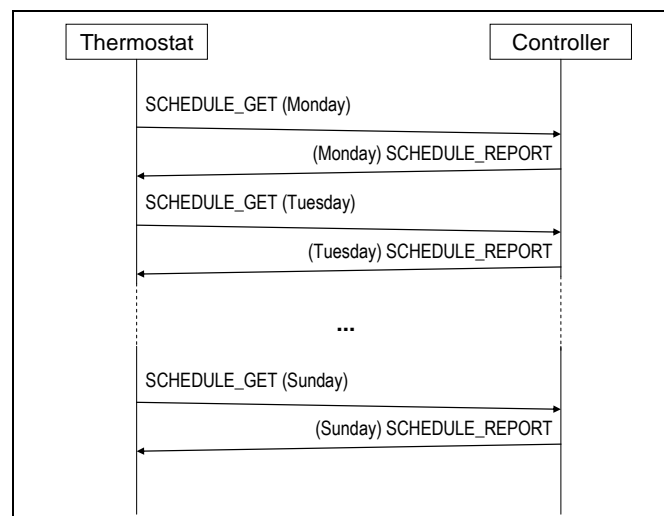 Thermostat
Controller
SCHEDULE_GET (Monday)
(Monday) SCHEDULE_REPORT
SCHEDULE_GET (Tuesday)
(Tuesday) SCHEDULE_REPORT
...
SCHEDULE_GET (Sunday)
(Sunday) SCHEDULE_REPORT